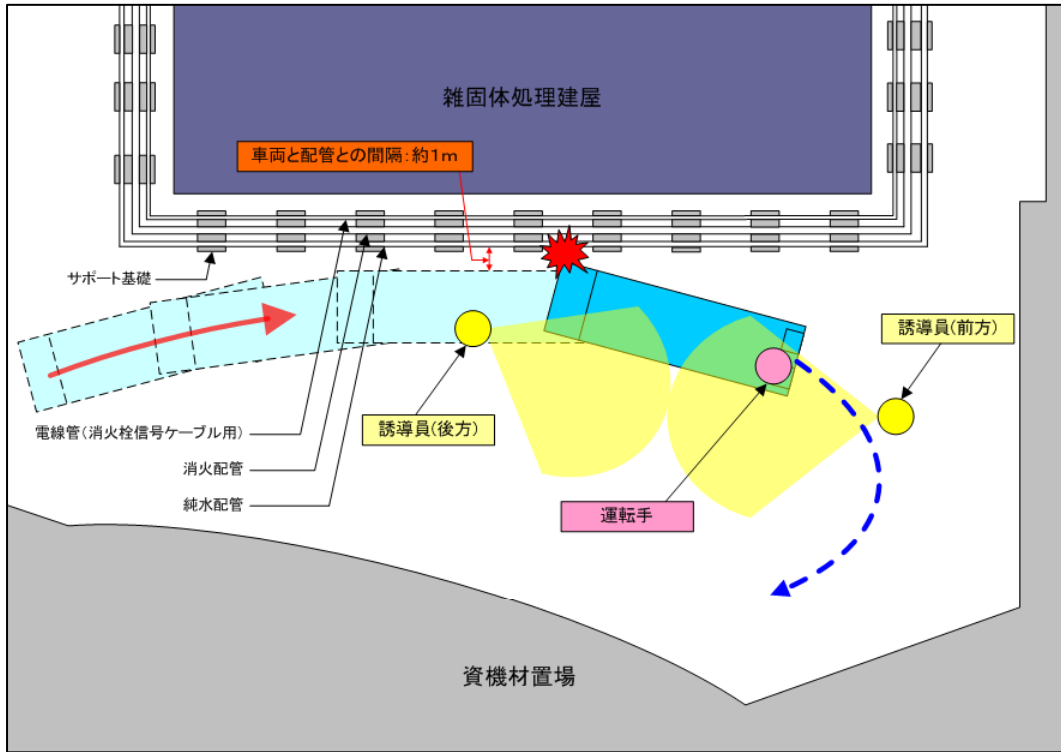 雑固体処理建屋
車両と配管との間隔：約１ｍ
サポート基礎
誘導員（前方）
誘導員（後方）
電線管（消火栓信号ケーブル用）
消火配管
純水配管
運転手
資機材置場